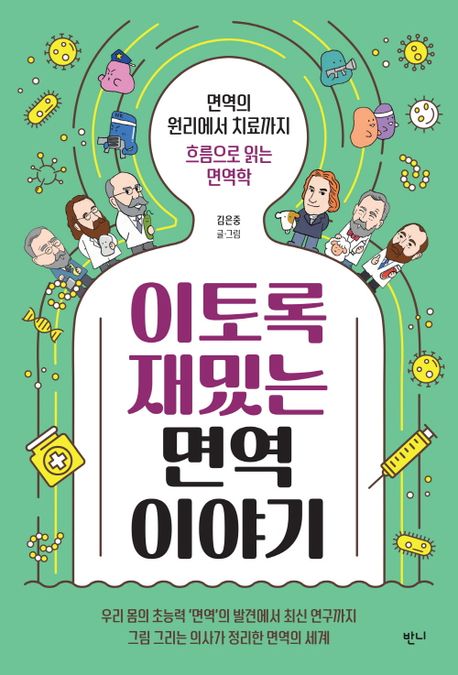 면역의
원리에서 치료까지
흐름으로 읽는
면역학
김은중
글·그림
이토록
재밌는
면역
이야기
우리 몸의 초능력 '면역'의 발견에서 최신 연구까지
그림 그리는 의사가 정리한 면역의 세계
반니